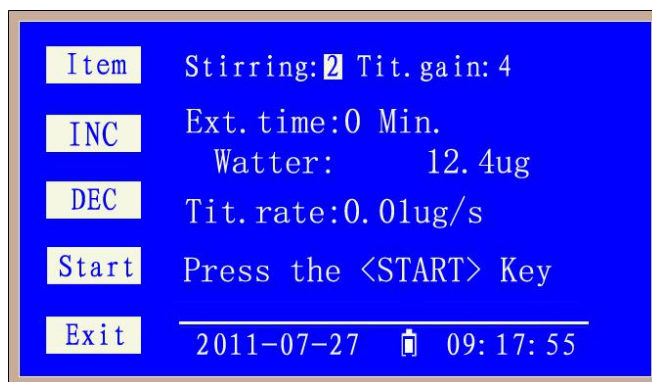 Item
Stirring:2 Tit.gain:4
INC
Ext.time:0 Min.
Watter: 12.4ug
DEC
Tit.rate:0.01ug/s
Start
Press the <START> Key
Exit
2011-07-27 09:17:55